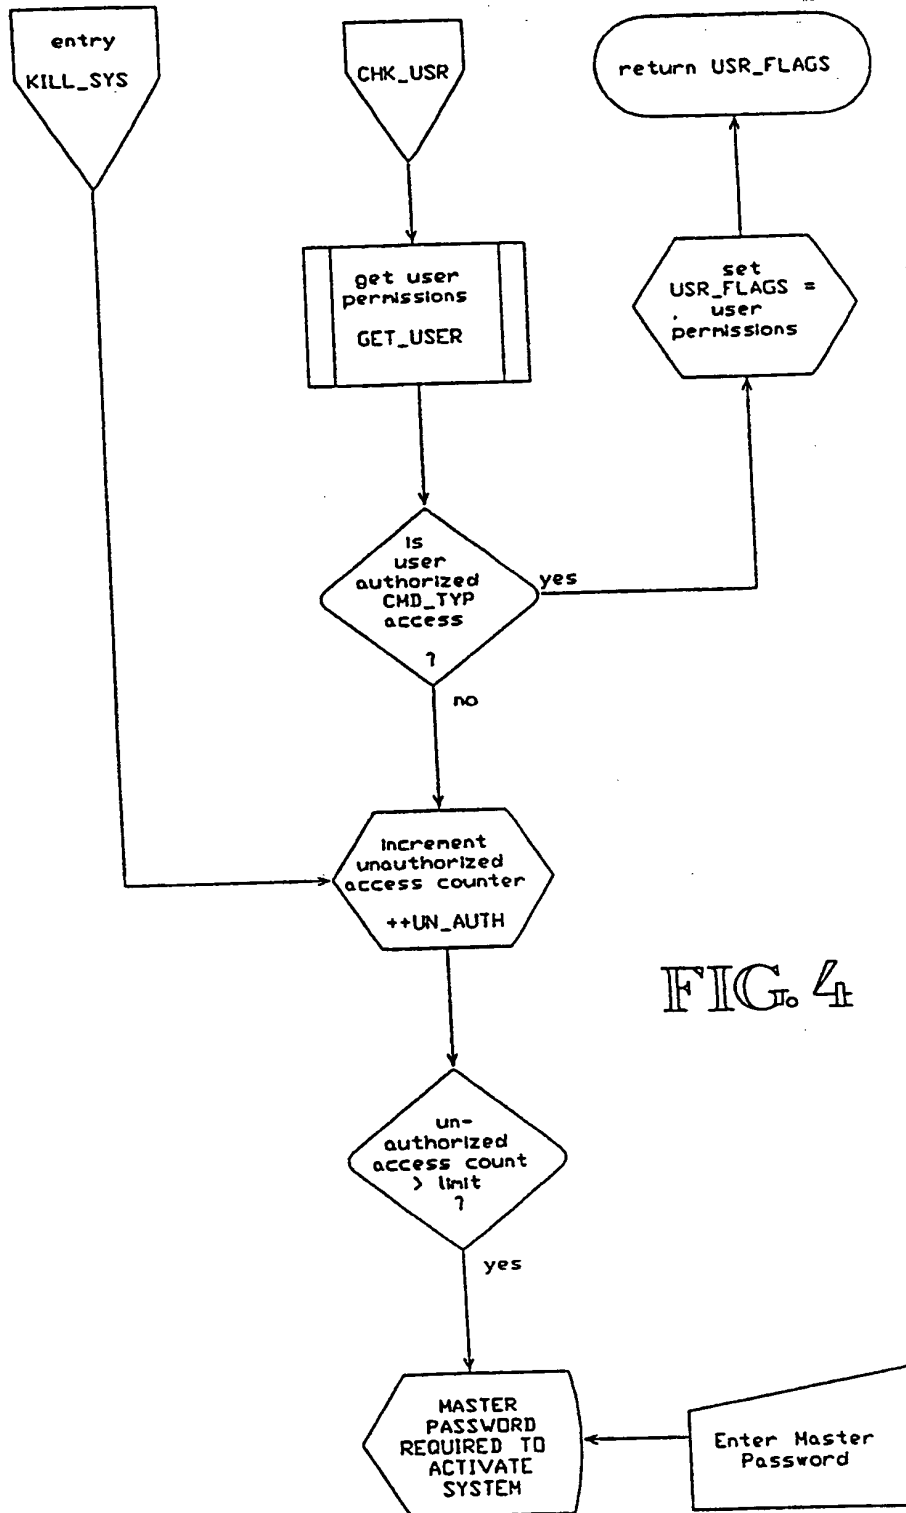 entry
KILL_SYS
CHK_USR
return USR_FLAGS
get user
permissions
GET_USER
set
USR_FLAGS =
user
permissions
is
user
authorized
CMD_TYP
access
?
yes
no
increment
unauthorized
access counter
++UN_AUTH
FIG. 4
un-
authorized
access count
> limit
?
yes
MASTER
PASSWORD
REQUIRED TO
ACTIVATE
SYSTEM
Enter Master
Password